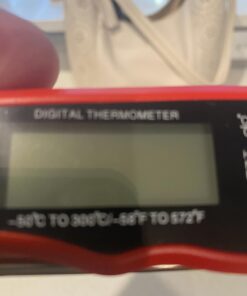 DIGITAL THERMOMETER
-50℃ TO 300℃/-58℉ TO 572℉